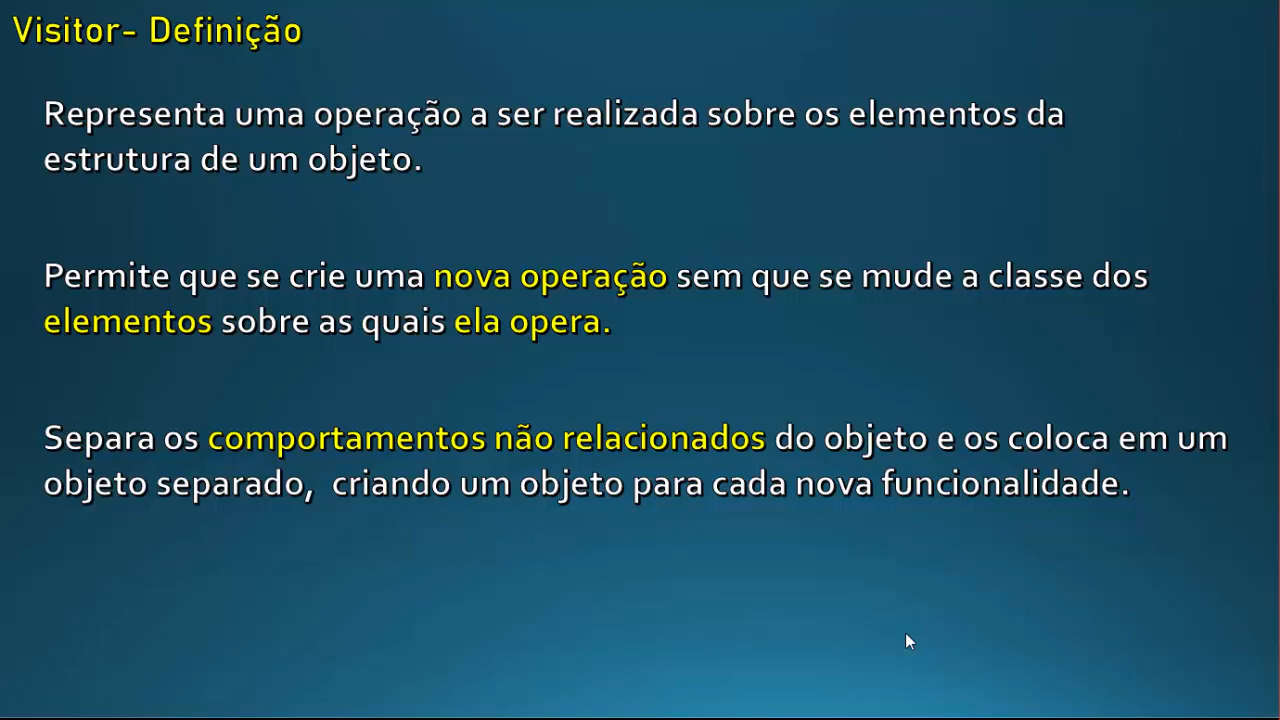 Visitor- Definição
Representa uma operação a ser realizada sobre os elementos da
estrutura de um objeto.
Permite que se crie uma nova operação sem que se mude a classe dos
elementos sobre as quais ela opera.
Separa os comportamentos não relacionados do objeto e os coloca em um
objeto separado,  criando um objeto para cada nova funcionalidade.